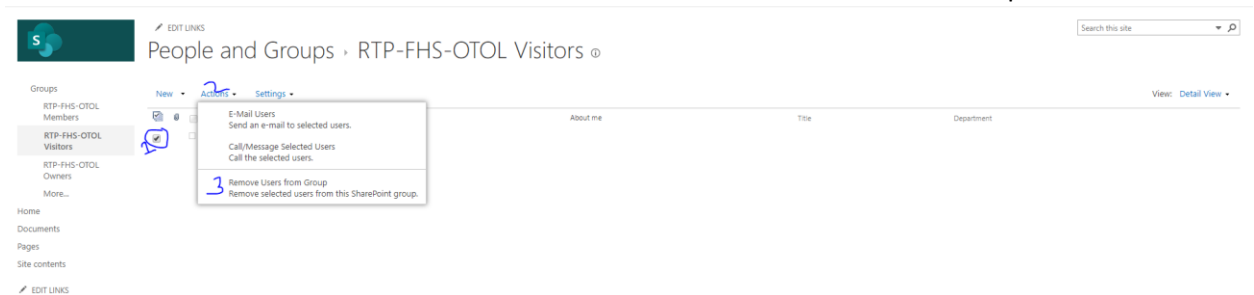 S
EDIT LINKS
Search this site
People and Groups › RTP-FHS-OTOL Visitors
Groups
RTP-FHS-OTOL
Members
RTP-FHS-OTOL
Visitors
RTP-FHS-OTOL
Owners
More...
Home
Documents
Pages
Site contents
EDIT LINKS
2
New Actions Settings
View: Detail View
About me Title Department
1
E-Mail Users
Send an e-mail to selected users.
Call/Message Selected Users
Call the selected users.
3 Remove Users from Group
Remove selected users from this SharePoint group.